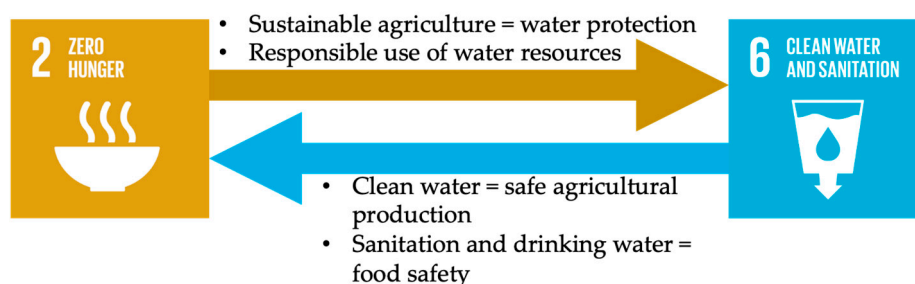 • Sustainable agriculture = water protection
• Responsible use of water resources
2 ZERO
HUNGER
6 CLEAN WATER
AND SANITATION
• Clean water = safe agricultural
production
• Sanitation and drinking water =
food safety